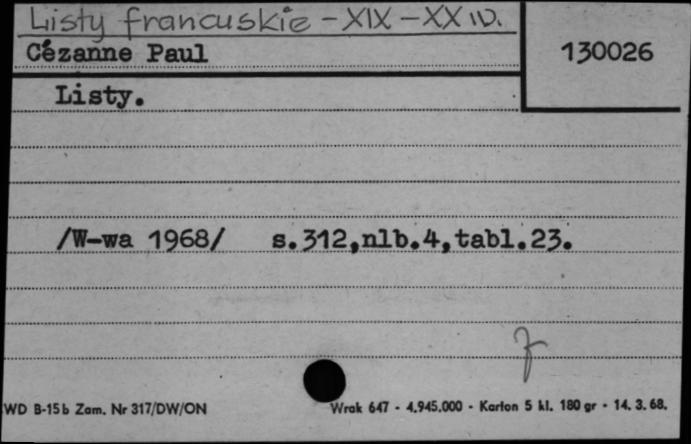 Listy francuskie - XIX - XX w.
Cézanne Paul
130026
Listy.
/W-wa 1968/ s.312,nlb.4,tabl.23.
WD B-15b Zam. Nr 317/DW/ON
Wrak 647 - 4.945.000 - Karton 5 kl. 180 gr - 14. 3. 68.